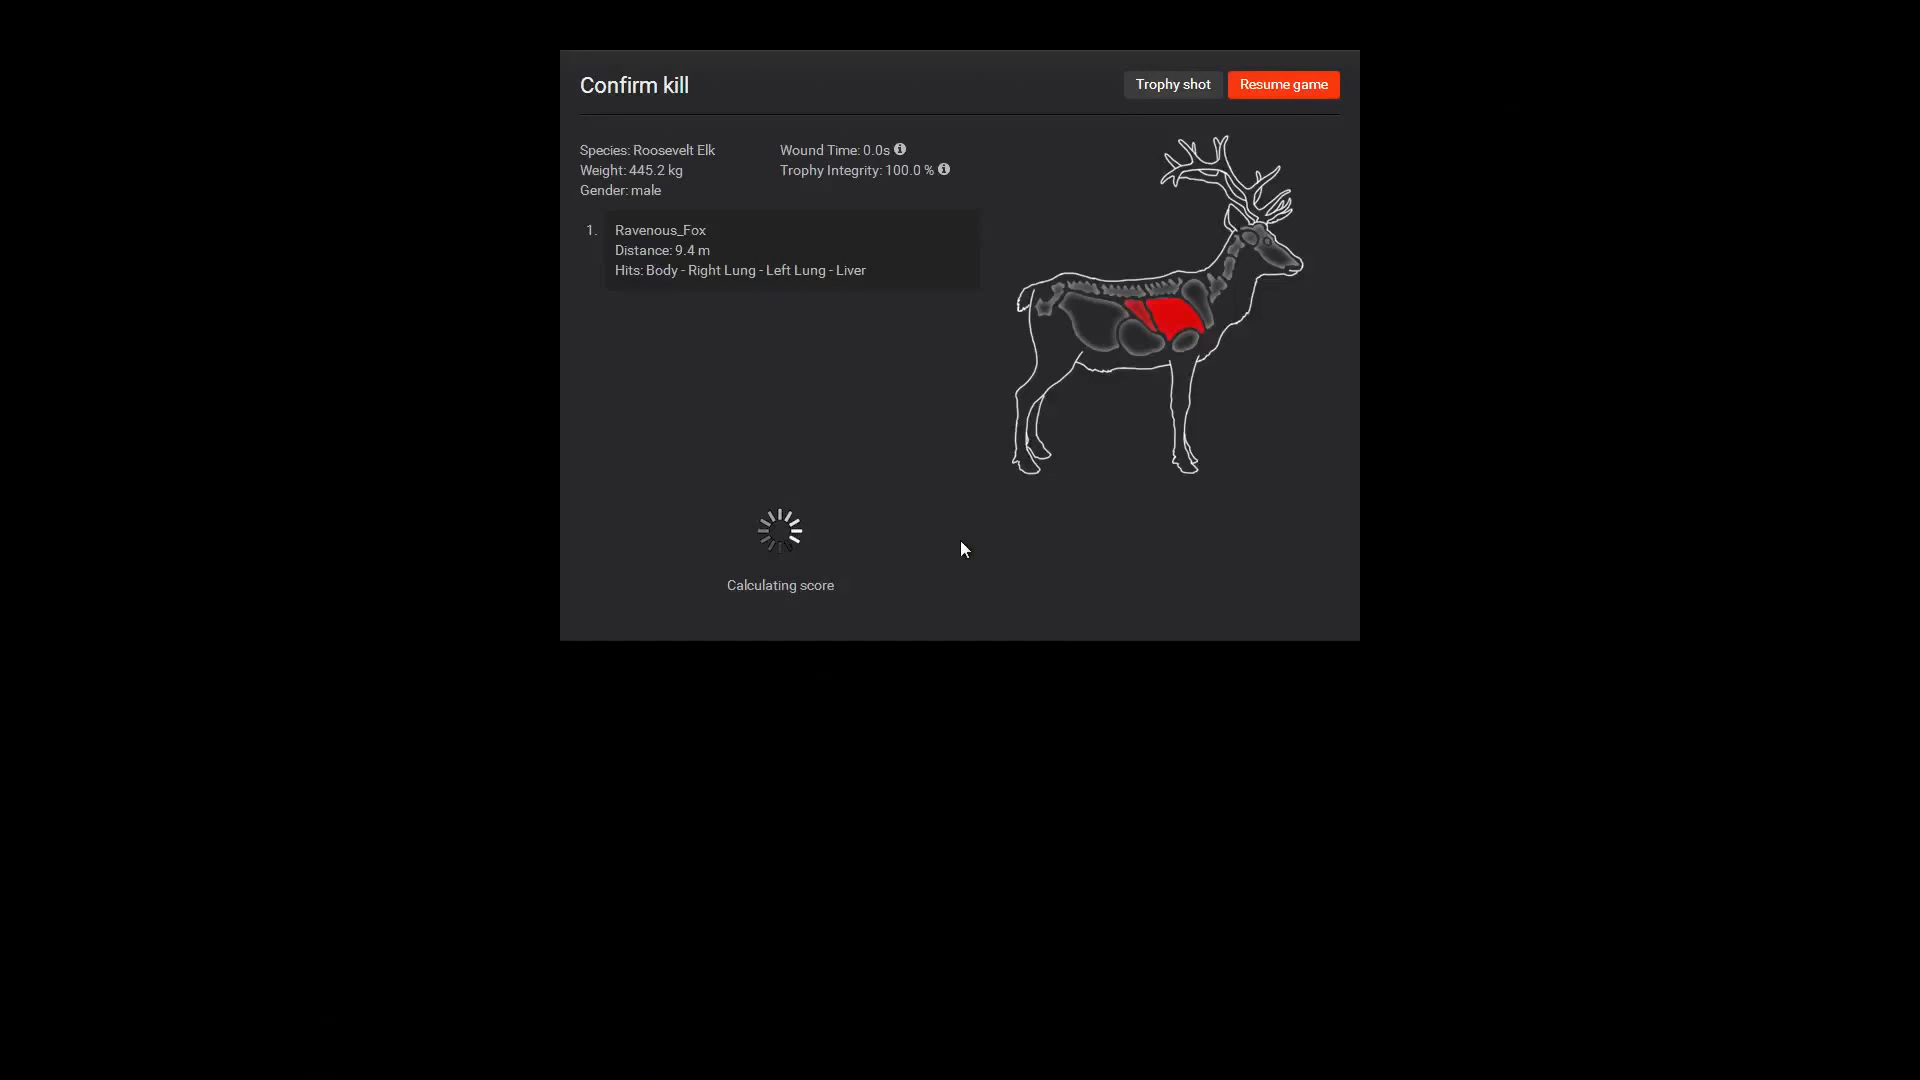 Confirm kill
Trophy shot
Resume game
Species: Roosevelt Elk
Weight: 445.2 kg
Gender: male
Wound Time: 0.0s
Trophy Integrity: 100.0 %
1.
Ravenous_Fox
Distance: 9.4 m
Hits: Body - Right Lung - Left Lung - Liver
Calculating score